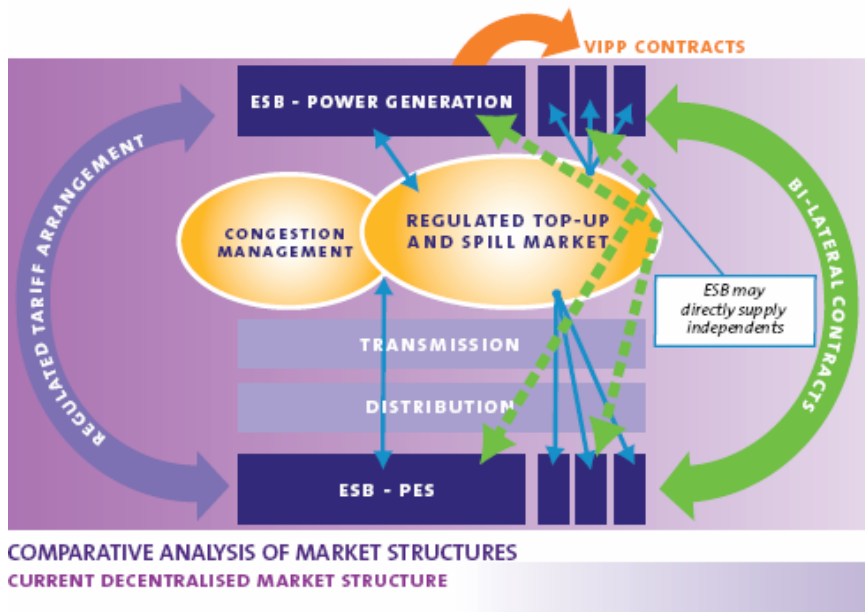 VIPP CONTRACTS
ESB - POWER GENERATION
REGULATED TARIFF ARRANGEMENT
CONGESTION
MANAGEMENT
REGULATED TOP-UP
AND SPILL MARKET
BI-LATERAL CONTRACTS
ESB may
directly supply
independents
TRANSMISSION
DISTRIBUTION
ESB - PES
COMPARATIVE ANALYSIS OF MARKET STRUCTURES
CURRENT DECENTRALISED MARKET STRUCTURE